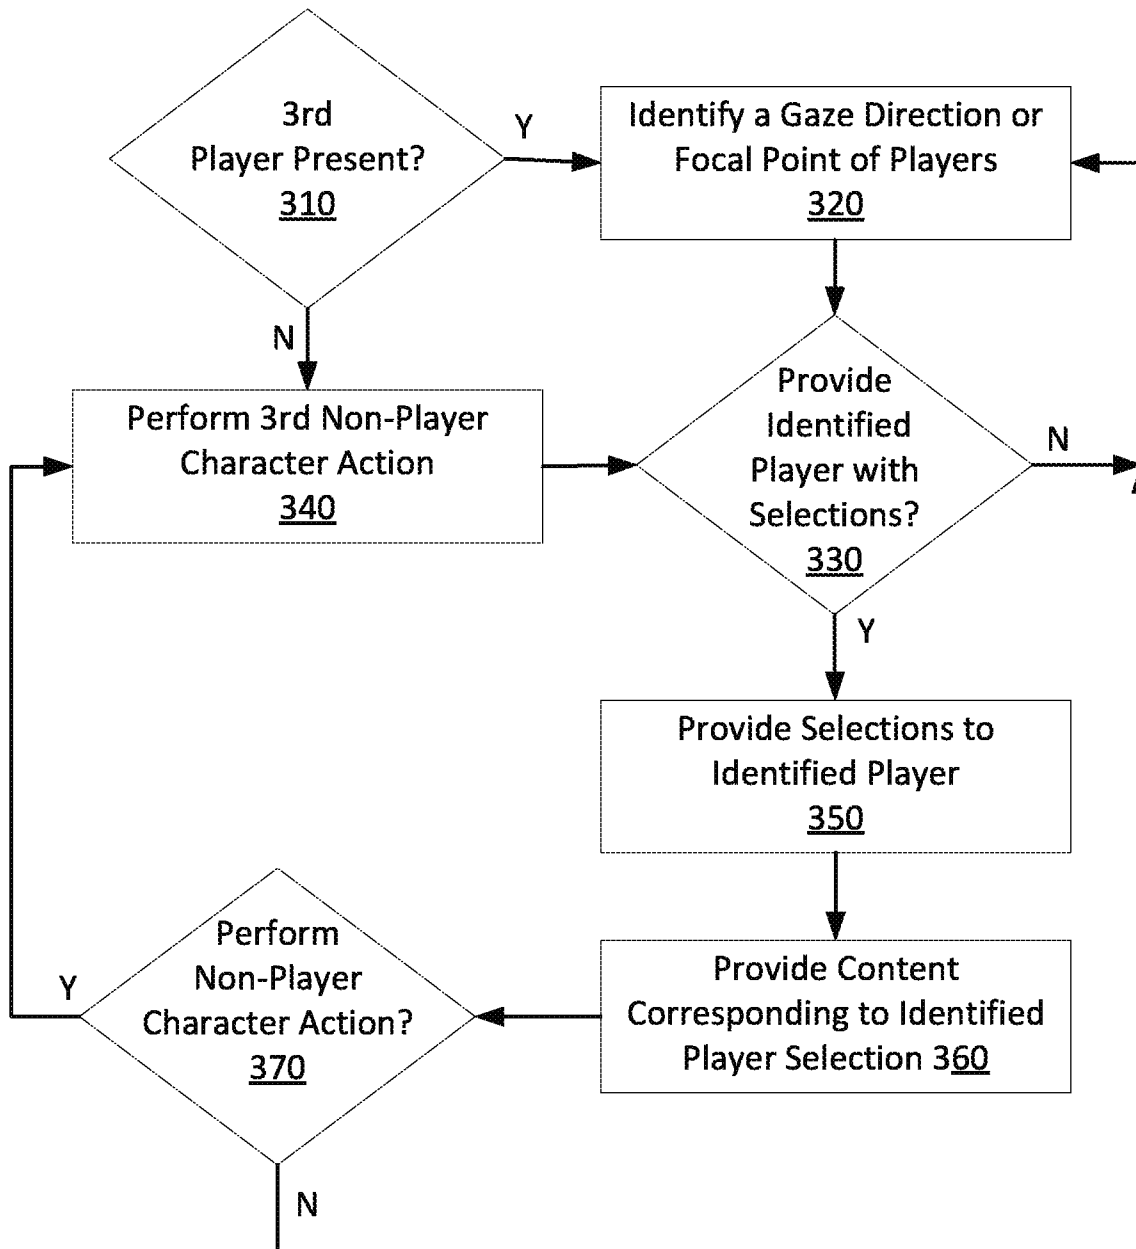 3rd
Player Present?
310
Y
N
Identify a Gaze Direction or
Focal Point of Players
320
Perform 3rd Non-Player
Character Action
340
Provide
Identified
Player with
Selections?
330
N
Y
Provide Selections to
Identified Player
350
Provide Content
Corresponding to Identified
Player Selection 360
Perform
Non-Player
Character Action?
370
Y
N